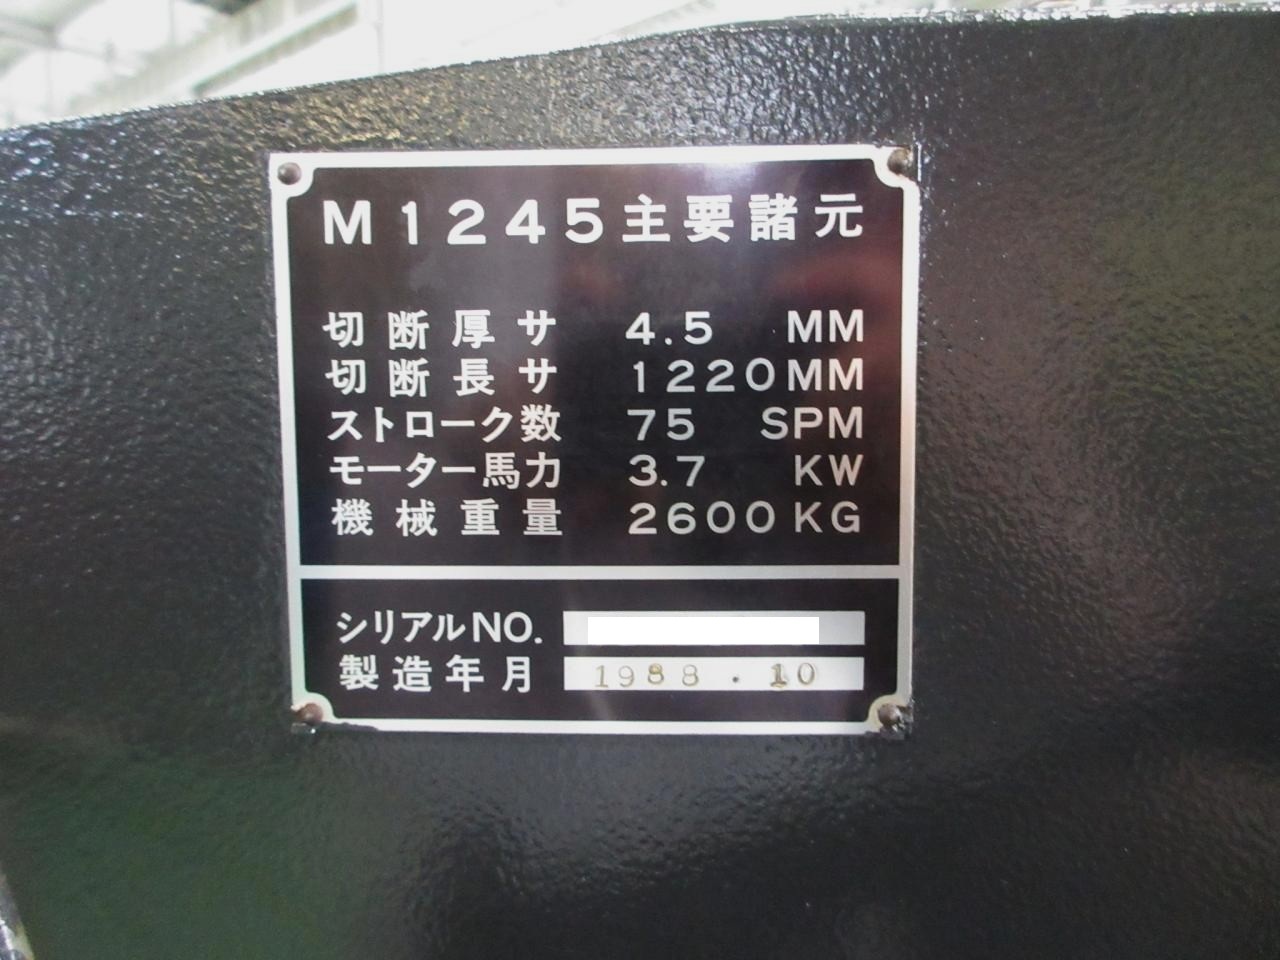 M1245主要諸元
切断厚サ 4.5 MM
切断長サ 1220MM
ストローク数 75 SPM
モーター馬力 3.7 KW
機械重量 2600KG
シリアルNO.
製造年月 1988.10